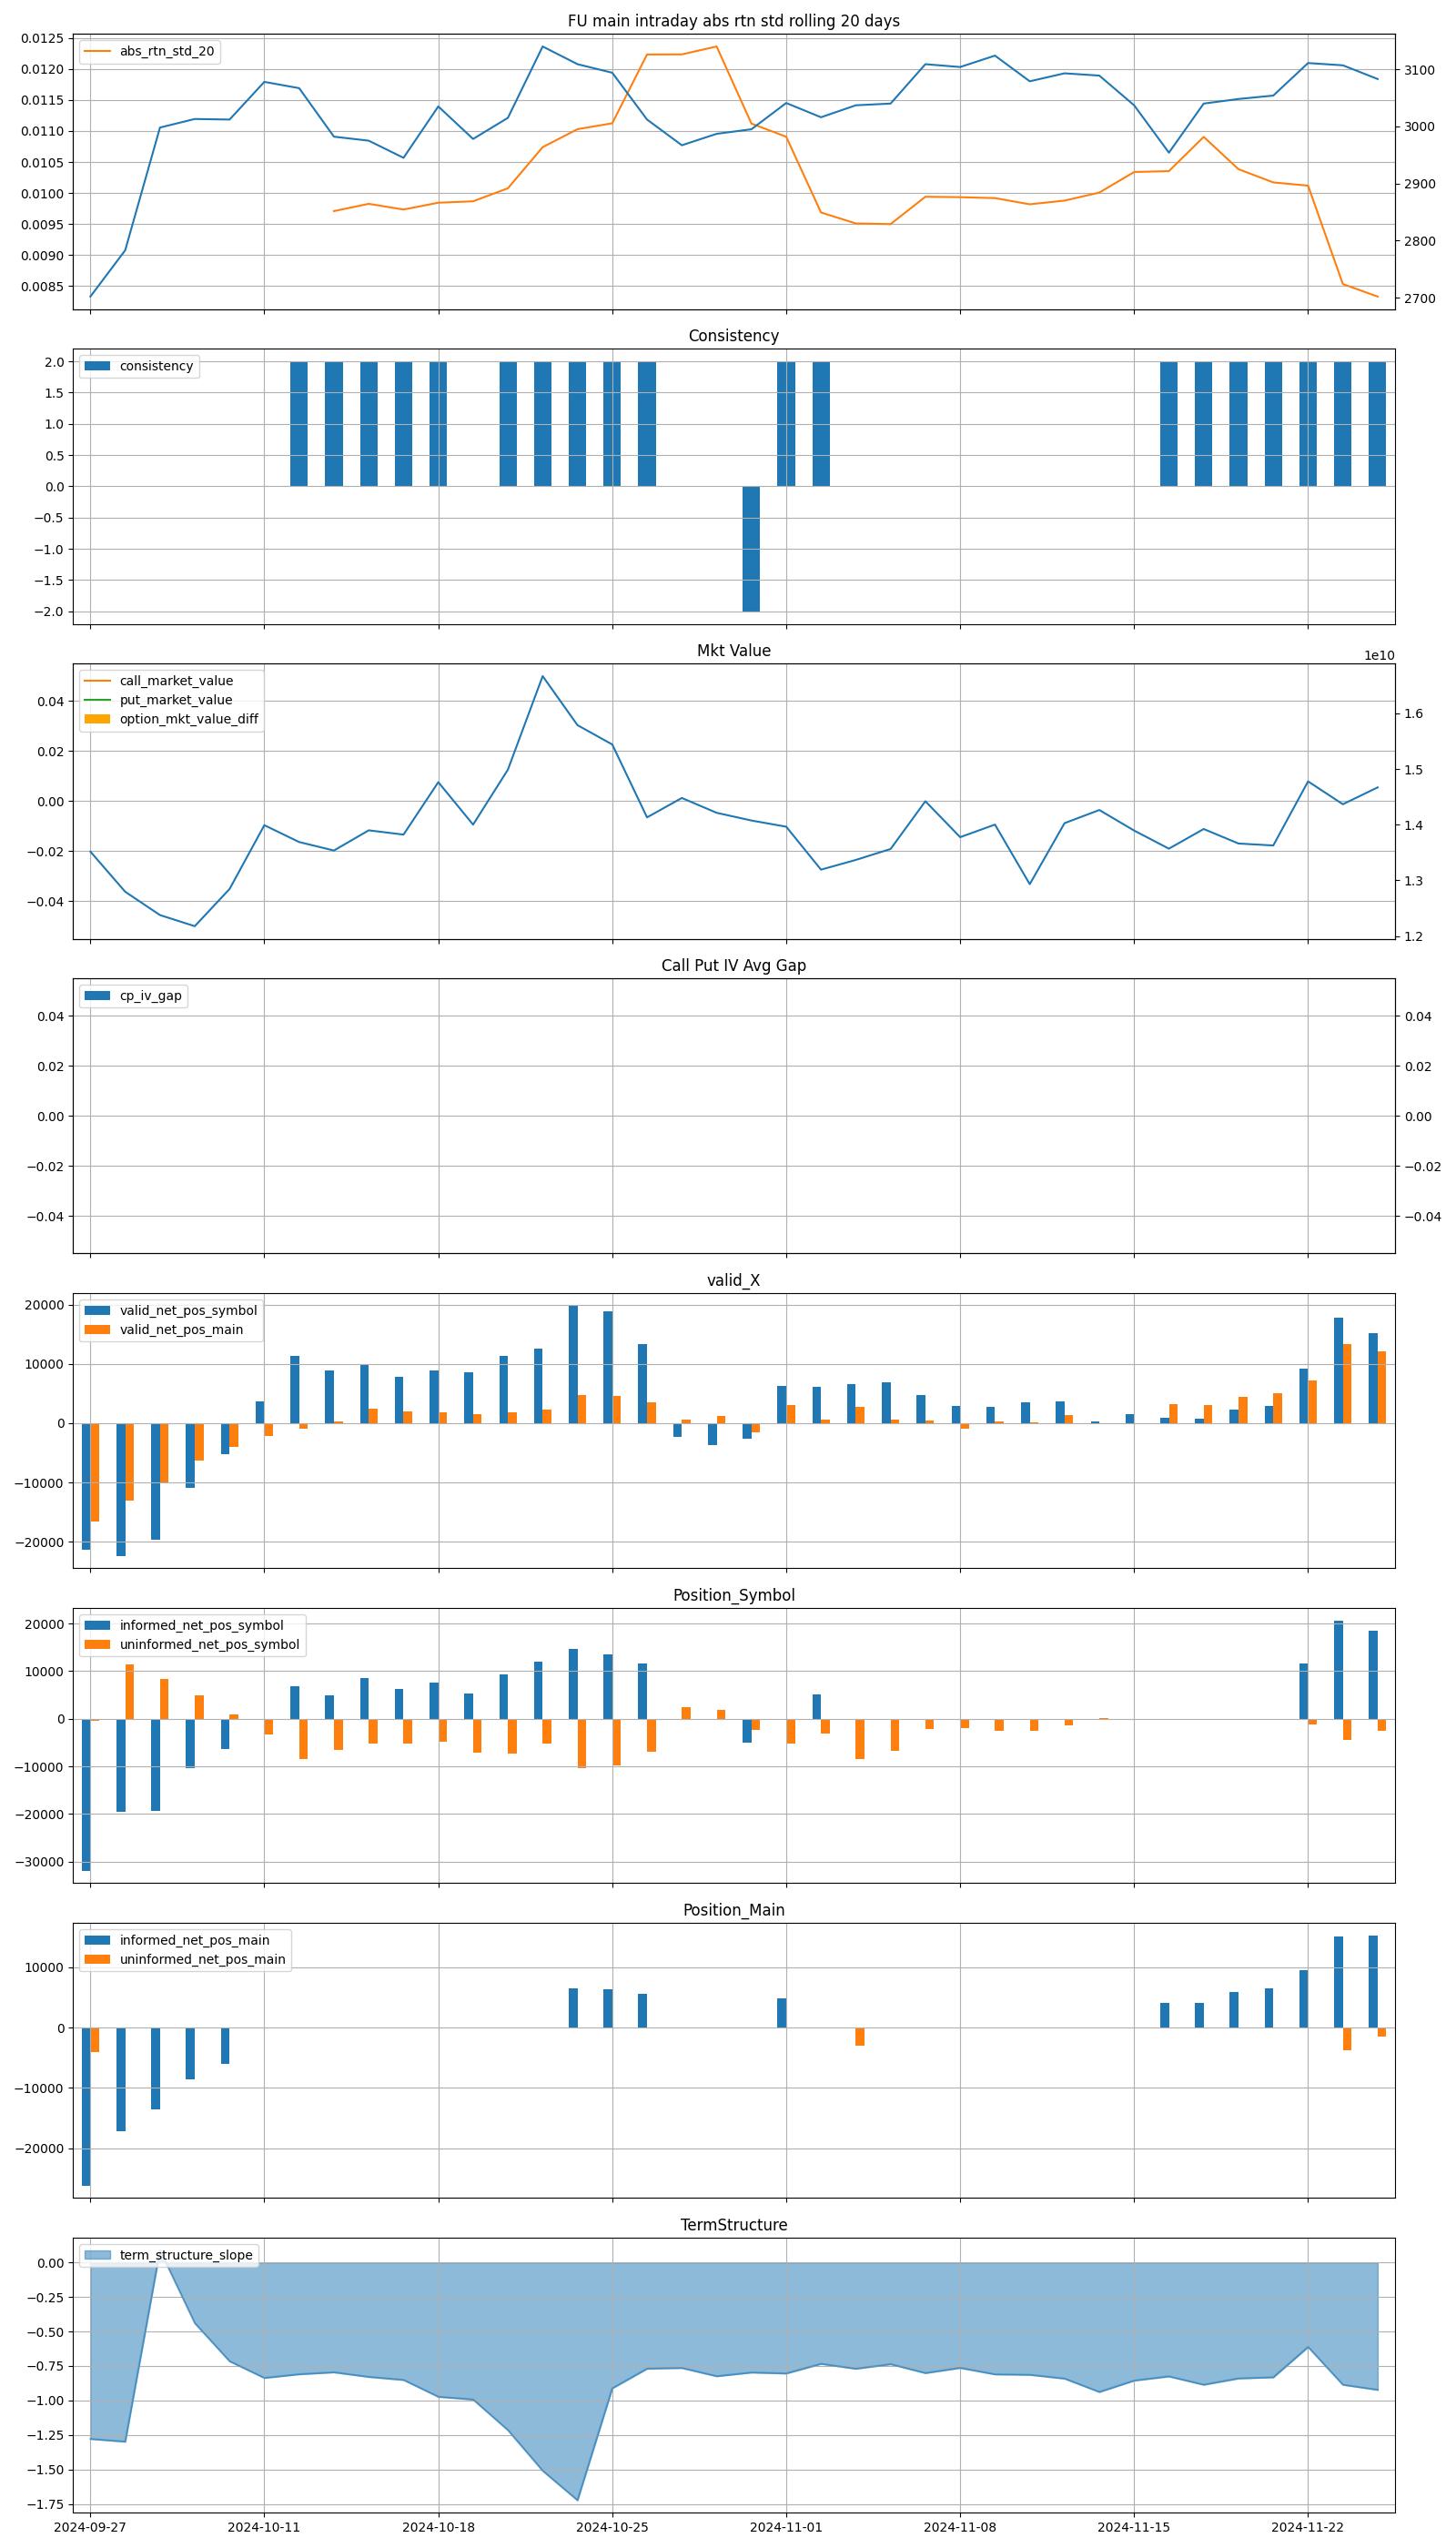 FU main intraday abs rtn std rolling 20 days
abs_rtn_std_20
0.0125
0.0120
0.0115
0.0110
0.0105
0.0100
0.0095
0.0090
0.0085
3100
3000
2900
2800
2700
Consistency
consistency
2.0
1.5
1.0
0.5
0.0
−0.5
−1.0
−1.5
−2.0
Mkt Value
1e10
call_market_value
put_market_value
option_mkt_value_diff
0.04
0.02
0.00
−0.02
−0.04
1.6
1.5
1.4
1.3
1.2
Call Put IV Avg Gap
cp_iv_gap
0.04
0.02
0.00
−0.02
−0.04
0.04
0.02
0.00
−0.02
−0.04
valid_X
valid_net_pos_symbol
valid_net_pos_main
20000
10000
0
−10000
−20000
Position_Symbol
informed_net_pos_symbol
uninformed_net_pos_symbol
20000
10000
0
−10000
−20000
−30000
Position_Main
informed_net_pos_main
uninformed_net_pos_main
10000
0
−10000
−20000
TermStructure
term_structure_slope
0.00
−0.25
−0.50
−0.75
−1.00
−1.25
−1.50
−1.75
2024-09-27 2024-10-11 2024-10-18 2024-10-25 2024-11-01 2024-11-08 2024-11-15 2024-11-22